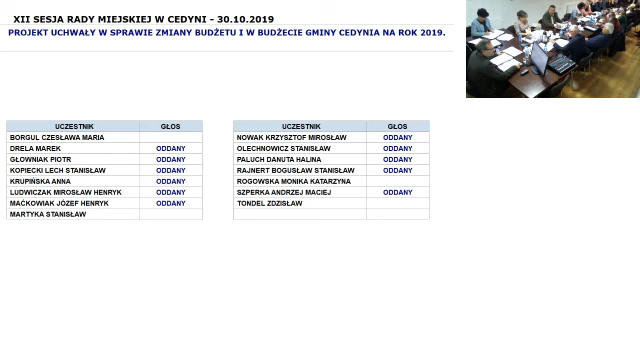 XII SESJA RADY MIEJSKIEJ W CEDYNI - 30.10.2019
PROJEKT UCHWAŁY W SPRAWIE ZMIANY BUDŻETU I W BUDŻECIE GMINY CEDYNIA NA ROK 2019.
UCZESTNIK GŁOS
BORGUL CZESŁAWA MARIA
DRELA MAREK ODDANY
GŁOWNIAK PIOTR ODDANY
KOPIECKI LECH STANISŁAW ODDANY
KRUPIŃSKA ANNA ODDANY
LUDWICZAK MIROSŁAW HENRYK ODDANY
MAĆKOWIAK JÓZEF HENRYK ODDANY
MARTYKA STANISŁAW
UCZESTNIK GŁOS
NOWAK KRZYSZTOF MIROSŁAW ODDANY
OLECHNOWICZ STANISŁAW ODDANY
PALUCH DANUTA HALINA ODDANY
RAJNERT BOGUSŁAW STANISŁAW ODDANY
ROGOWSKA MONIKA KATARZYNA
SZPERKA ANDRZEJ MACIEJ ODDANY
TONDEL ZDZISŁAW